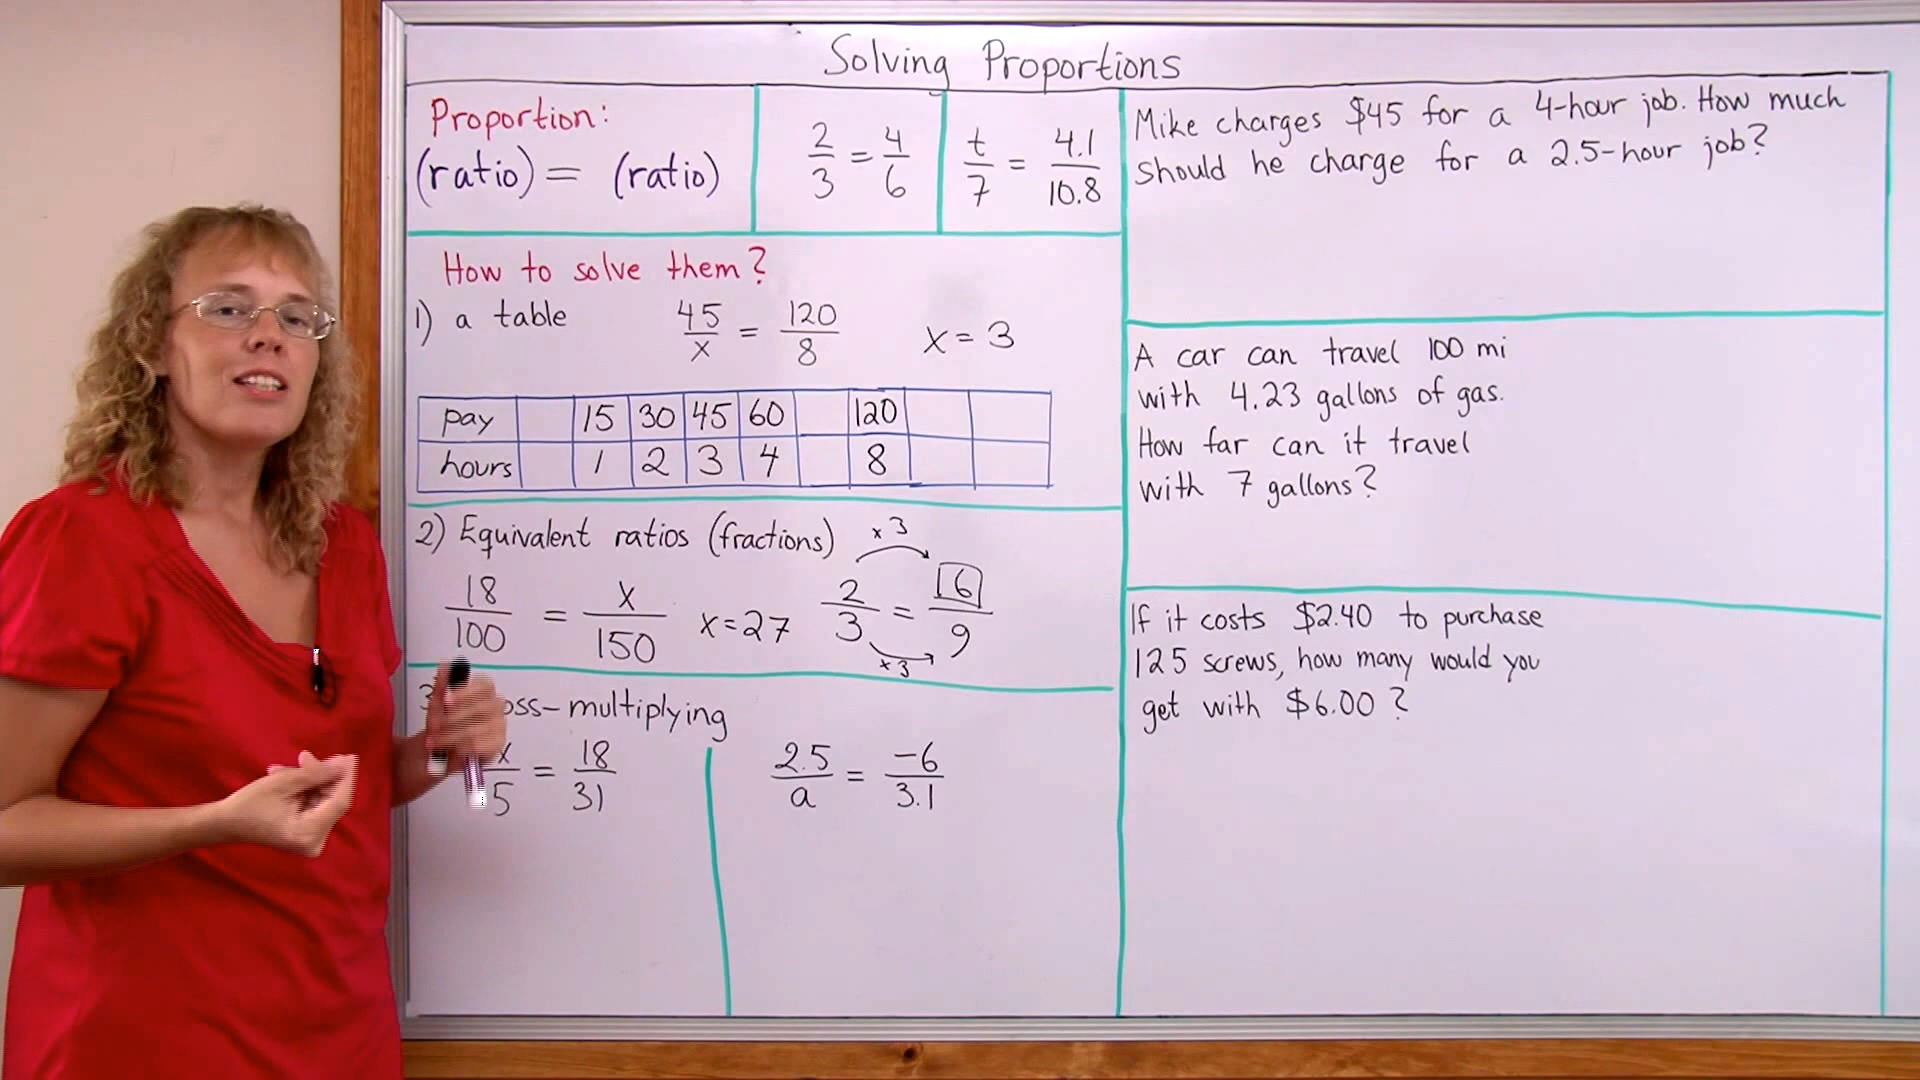 Solving Proportions
Proportion:
(ratio) = (ratio)
2/3 = 4/6
t/7 = 4.1/10.8
How to solve them?
1) a table
45/x = 120/8
x = 3
pay 15 30 45 60 120
hours 1 2 3 4 8
2) Equivalent ratios (fractions)
18/100 = x/150
x=27
x 3
2/3 = 6/9
x 3
-multiplying
= 18/31
2.5/a = -6/3.1
Mike charges $45 for a 4-hour job. How much
should he charge for a 2.5-hour job?
A car can travel 100 mi
with 4.23 gallons of gas.
How far can it travel
with 7 gallons?
If it costs $2.40 to purchase
125 screws, how many would you
get with $6.00?